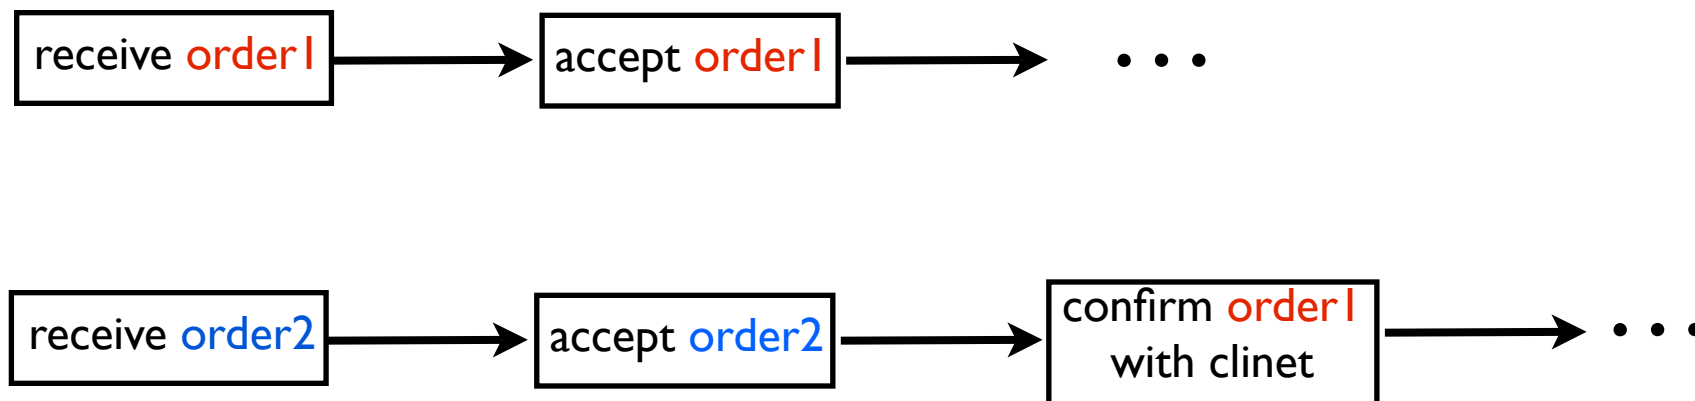 receive order1
accept order1
...
receive order2
accept order2
confirm order1
with clinet
...